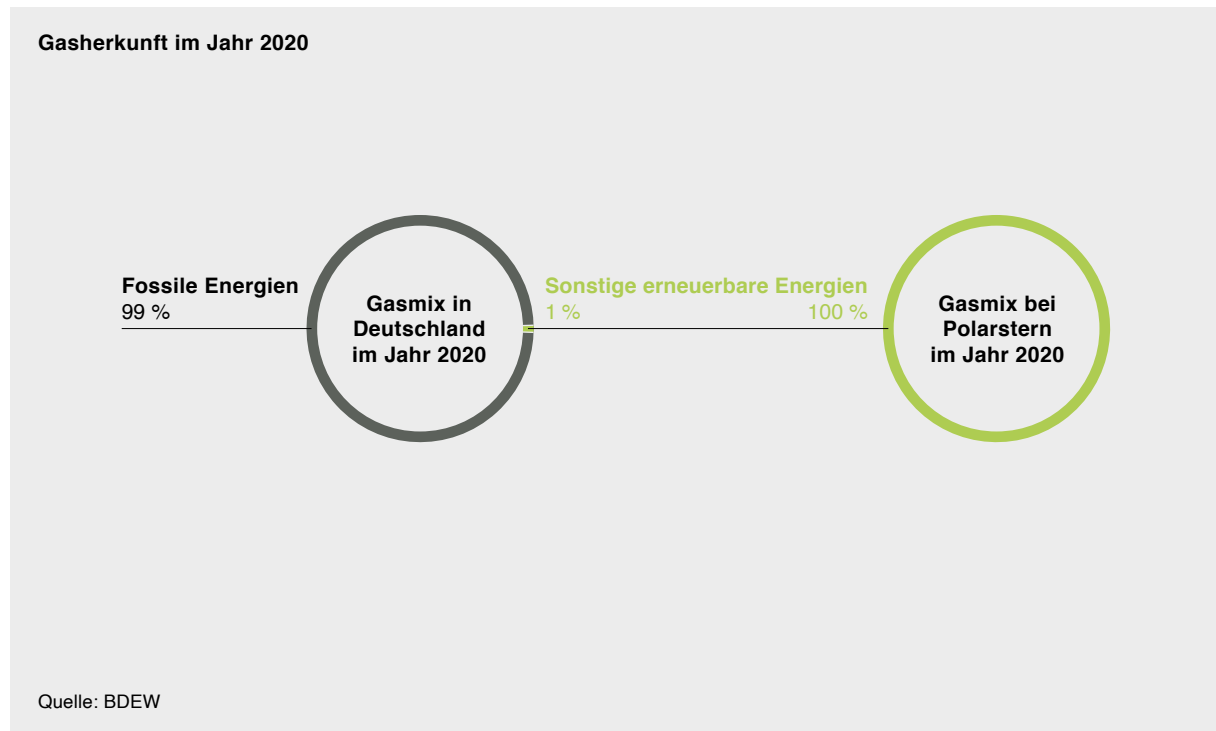 Gasherkunft im Jahr 2020
Fossile Energien
99 %
Gasmix in
Deutschland
im Jahr 2020
Sonstige erneuerbare Energien
1 % 100 %
Gasmix bei
Polarstern
im Jahr 2020
Quelle: BDEW